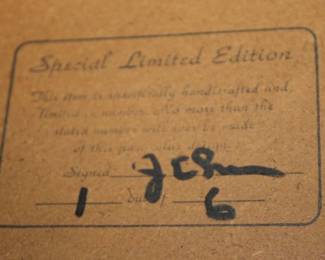 Special Limited Edition
This item is specifically handcrafted and,
limited in number. No more than the
stated number will ever be made
of this
Signed
1 6